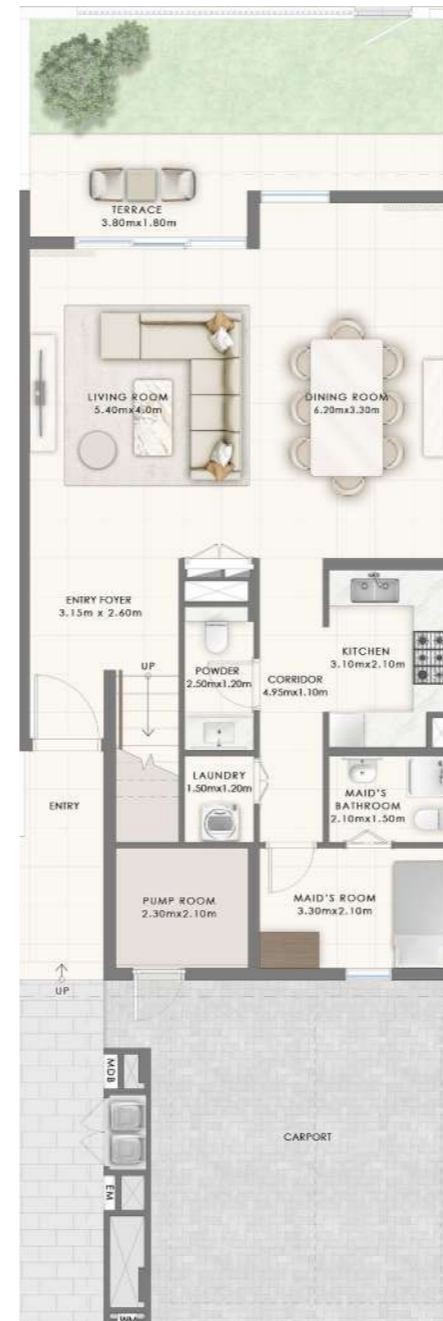 TERRACE
3.80mx1.80m
LIVING ROOM
5.40mx4.0m
DINING ROOM
6.20mx3.30m
ENTRY FOYER
3.15m x 2.60m
UP
POWDER
2.50mx1.20m
CORRIDOR
4.95mx1.10m
KITCHEN
3.10mx2.10m
LAUNDRY
1.50mx1.20m
MAID'S
BATHROOM
2.10mx1.50m
ENTRY
PUMP ROOM
2.30mx2.10m
MAID'S ROOM
3.30mx2.10m
UP
MDB
CARPORT
EM
WM